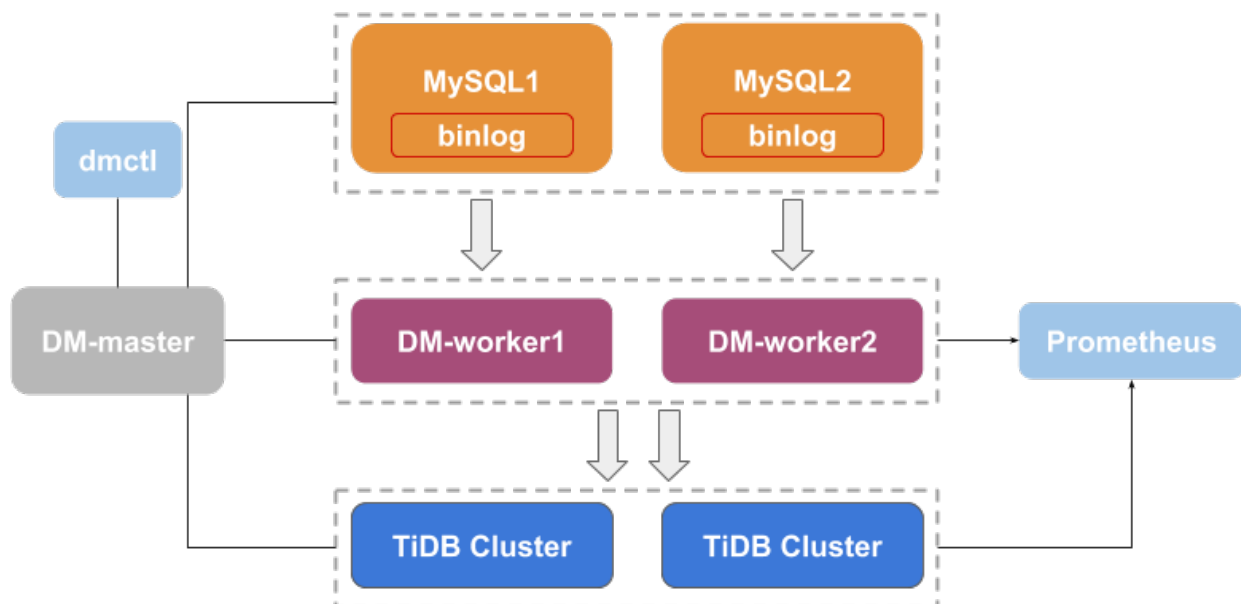 MySQL1
MySQL2
binlog
binlog
dmctl
DM-master
DM-worker1
DM-worker2
Prometheus
TiDB Cluster
TiDB Cluster